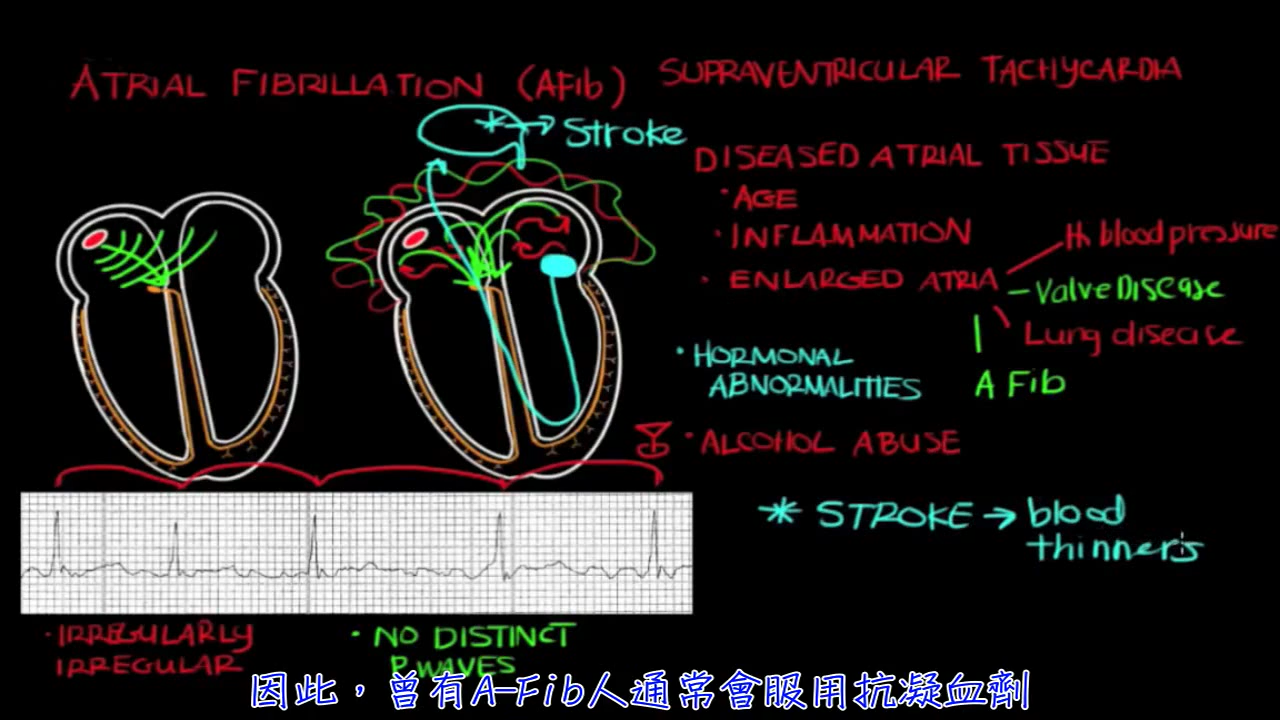 ATRIAL FIBRILLATION (AFib)
SUPRAVENTRICULAR TACHYCARDIA
* → Stroke
DISEASED ATRIAL TISSUE
• AGE
• INFLAMMATION
• ENLARGED ATRIA
↑ blood pressure
- Valve Disease
Lung disease
A Fib
• HORMONAL
ABNORMALITIES
• ALCOHOL ABUSE
* STROKE → blood
thinners
• IRREGULARLY
IRREGULAR
• NO DISTINCT
P WAVES
因此，曾有A-Fib人通常會服用抗凝血劑